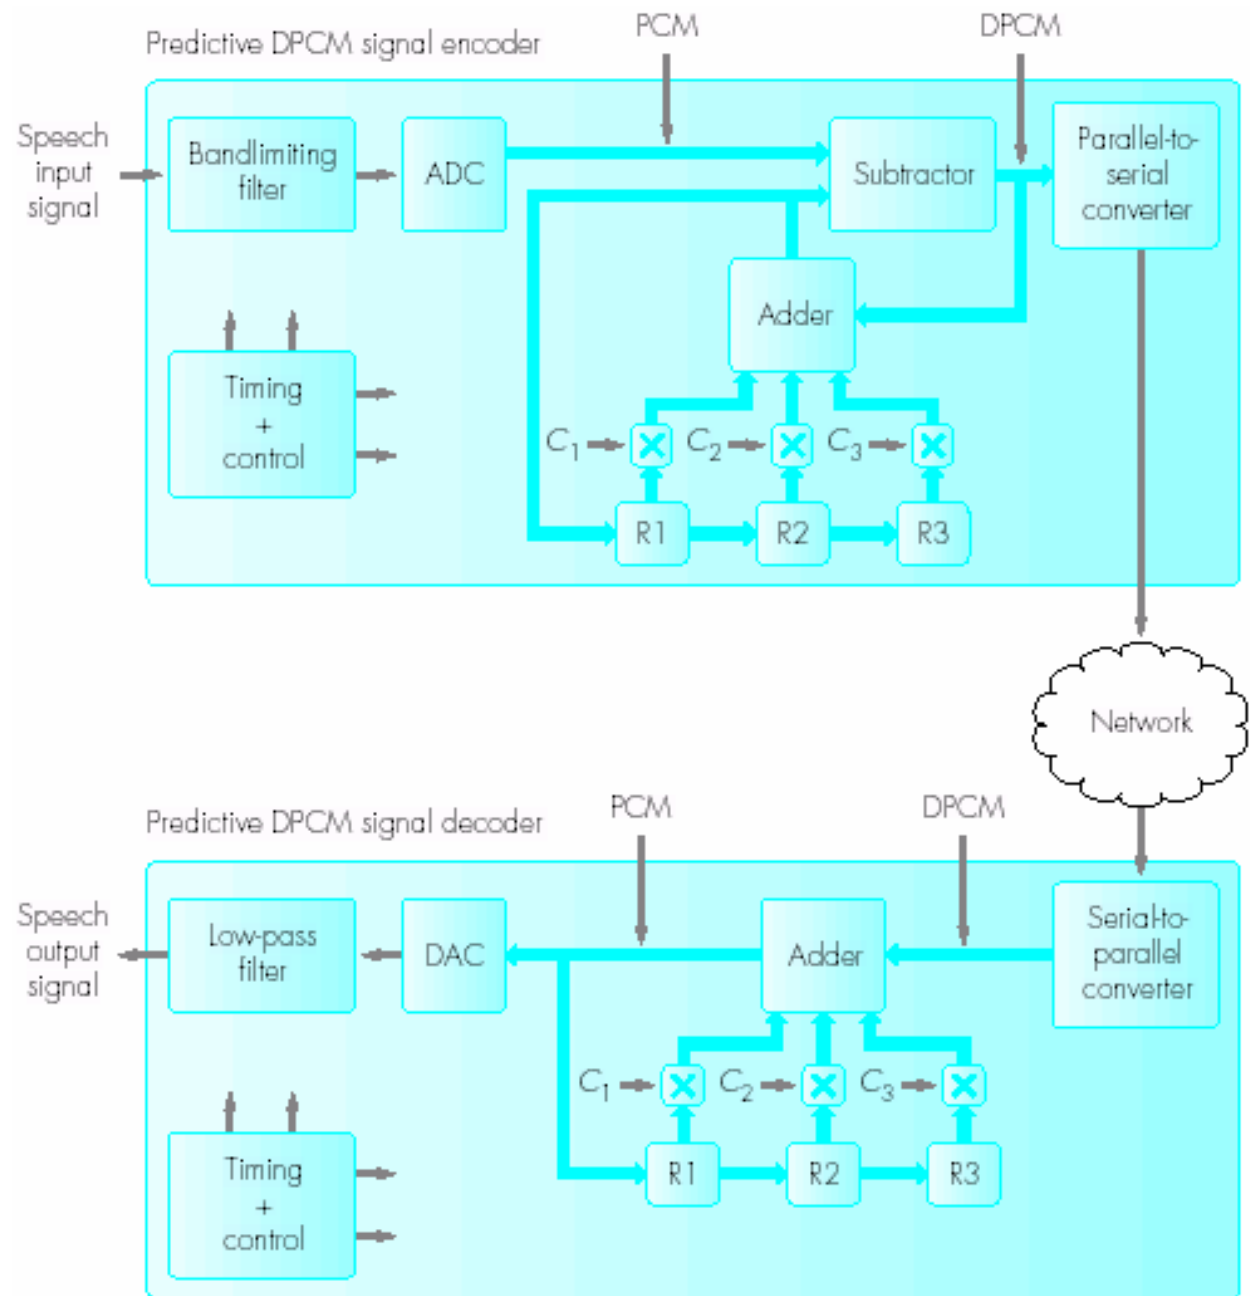 PCM
DPCM
Predictive DPCM signal encoder
Speech
input
signal
Bandlimiting
filter
ADC
Subtractor
Parallel-to-
serial
converter
Adder
Timing
+
control
C1
C2
C3
R1
R2
R3
Network
PCM
DPCM
Predictive DPCM signal decoder
Speech
output
signal
Low-pass
filter
DAC
Adder
Serial-to-
parallel
converter
C1
C2
C3
R1
R2
R3
Timing
+
control